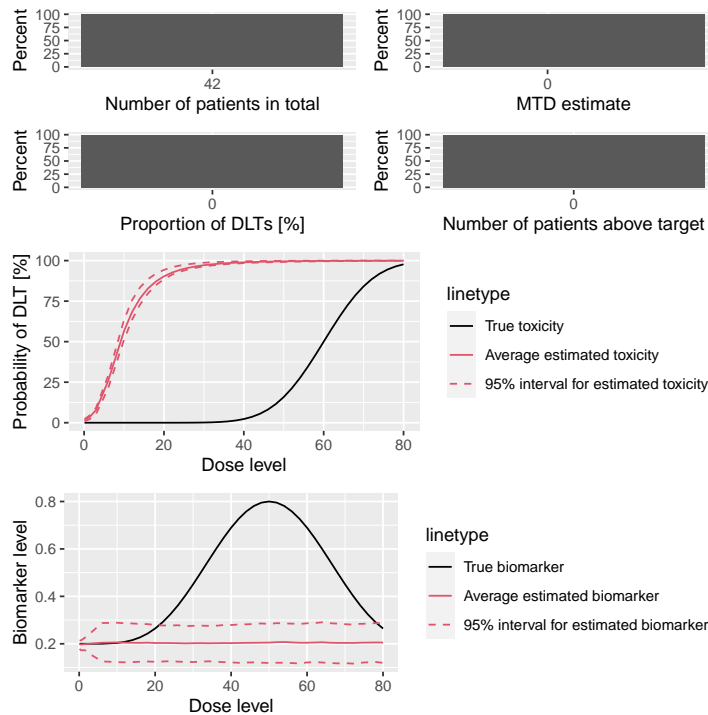 Percent
100
75
50
25
0
42
Number of patients in total
Percent
100
75
50
25
0
0
MTD estimate
Percent
100
75
50
25
0
0
Proportion of DLTs [%]
Percent
100
75
50
25
0
0
Number of patients above target
Probability of DLT [%]
100
75
50
25
0
0 20 40 60 80
Dose level
linetype
True toxicity
Average estimated toxicity
95% interval for estimated toxicity
Biomarker level
0.8
0.6
0.4
0.2
0 20 40 60 80
Dose level
linetype
True biomarker
Average estimated biomarker
95% interval for estimated biomarker